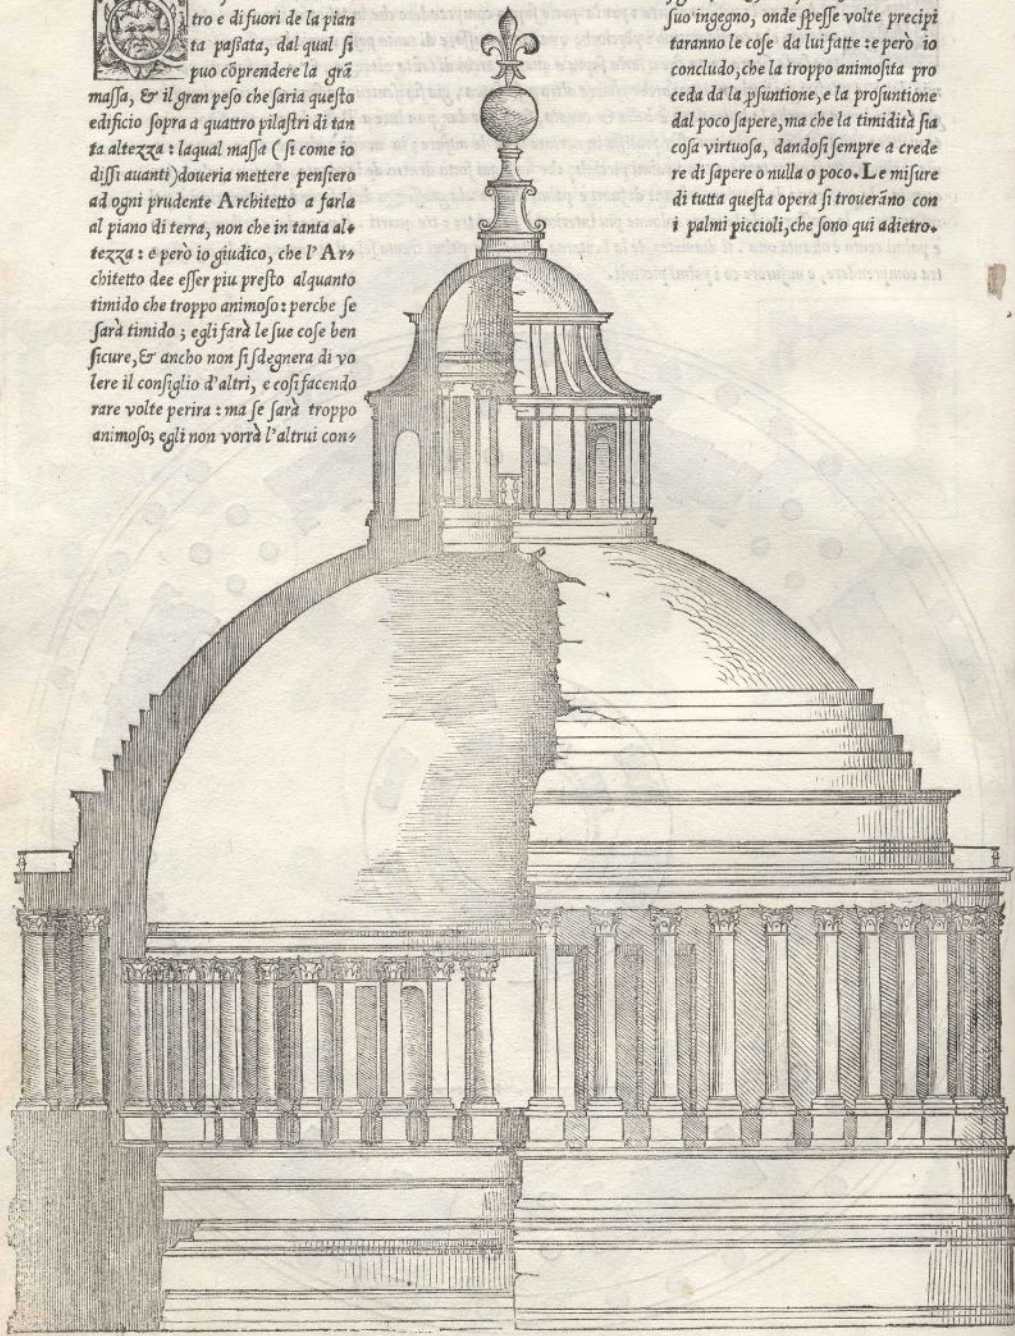 tro e di fuori de la pian
ta paſſata, dal qual ſi
puo cōprendere la grā
maſſa, & il gran peso che ſaria queſto
edificio ſopra a quattro pilaſtri di tan
ta altezza: laqual maſſa (ſi come io
diſſi auanti) doueria mettere penſiero
ad ogni prudente Architetto a farla
al piano di terra, non che in tanta al-
tezza: e però io giudico, che l'Ar-
chitetto dee eſſer piu preſto alquanto
timido che troppo animoſo: perche ſe
ſarà timido; egli farà le ſue coſe ben
ſicure, & ancho non ſi ſdegnera di vo
lere il conſiglio d'altri, e coſi facendo
rare volte perira: ma ſe ſarà troppo
animoſo; egli non vorrà l'altrui con-
ſuo ingegno, onde ſpeſſe volte precipi
taranno le coſe da lui fatte: e però io
concludo, che la troppo animoſita pro
ceda da la ꝓſuntione, e la proſuntione
dal poco ſapere, ma che la timidità ſia
coſa virtuoſa, dandoſi ſempre a crede
re di ſapere o nulla o poco. Le miſure
di tutta queſta opera ſi trouerāno con
i palmi piccioli, che ſono qui adietro.